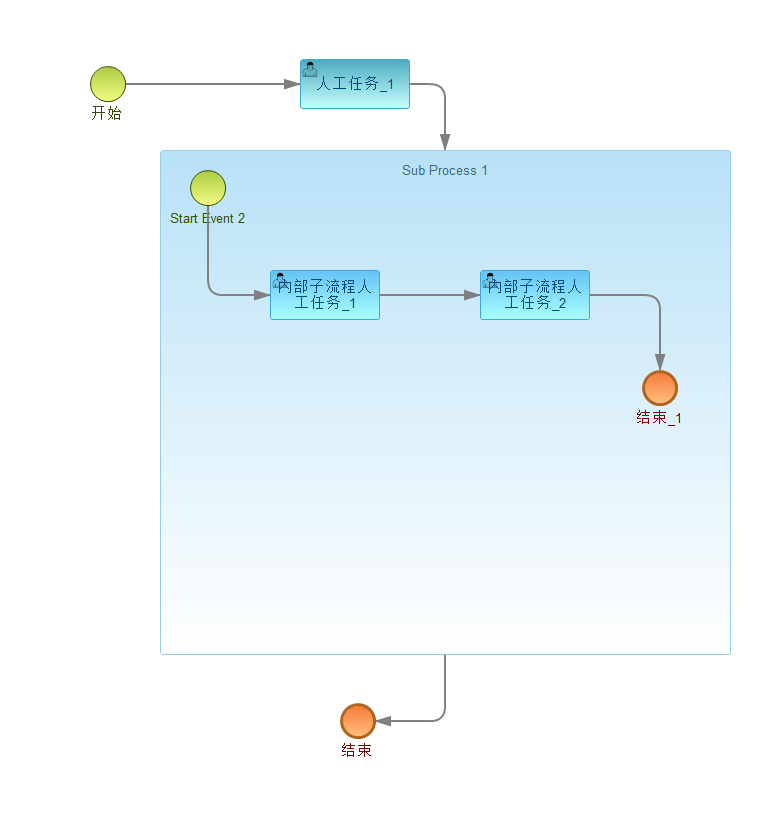 人工任务_1
开始
Sub Process 1
Start Event 2
内部子流程人
工任务_1
内部子流程人
工任务_2
结束_1
结束